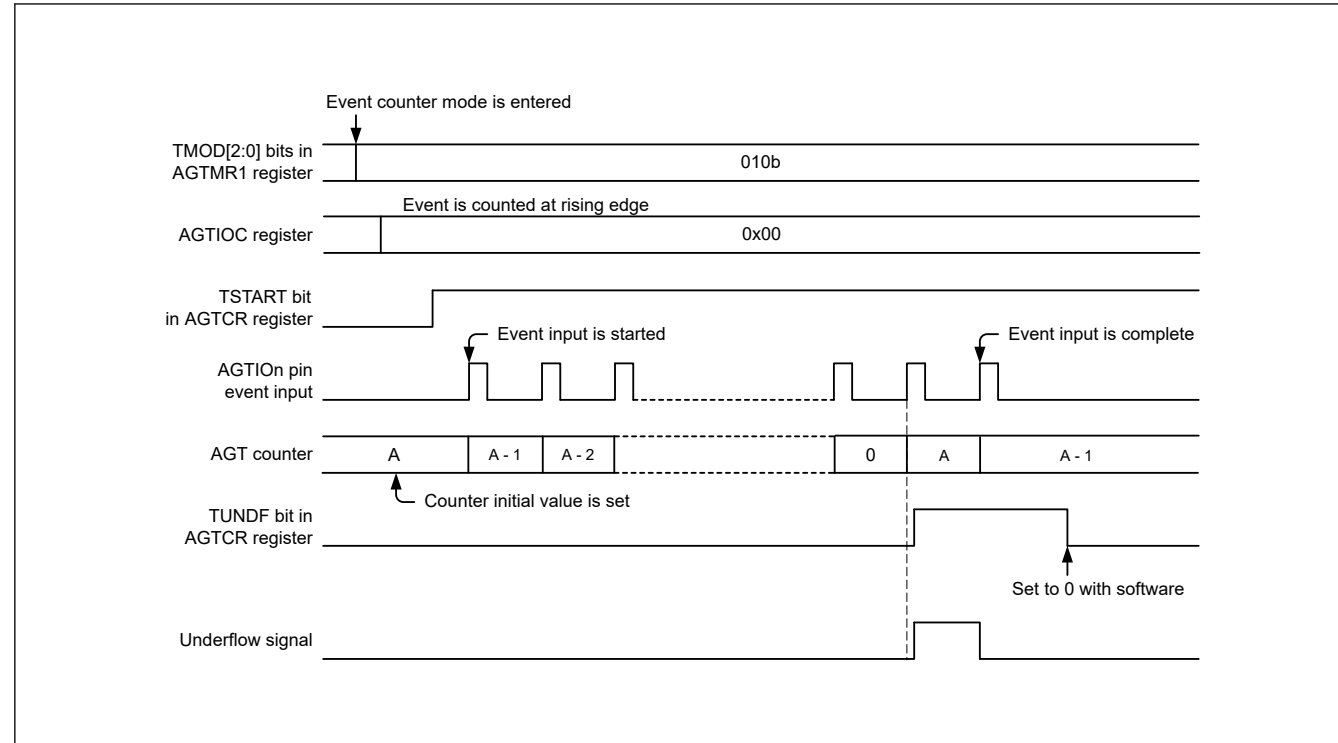 Event counter mode is entered
TMOD[2:0] bits in
AGTMR1 register
010b
Event is counted at rising edge
AGTIOC register
0x00
TSTART bit
in AGTCR register
Event input is started
Event input is complete
AGTIOn pin
event input
AGT counter
A
A - 1
A - 2
0
A
A - 1
Counter initial value is set
TUNDF bit in
AGTCR register
Set to 0 with software
Underflow signal